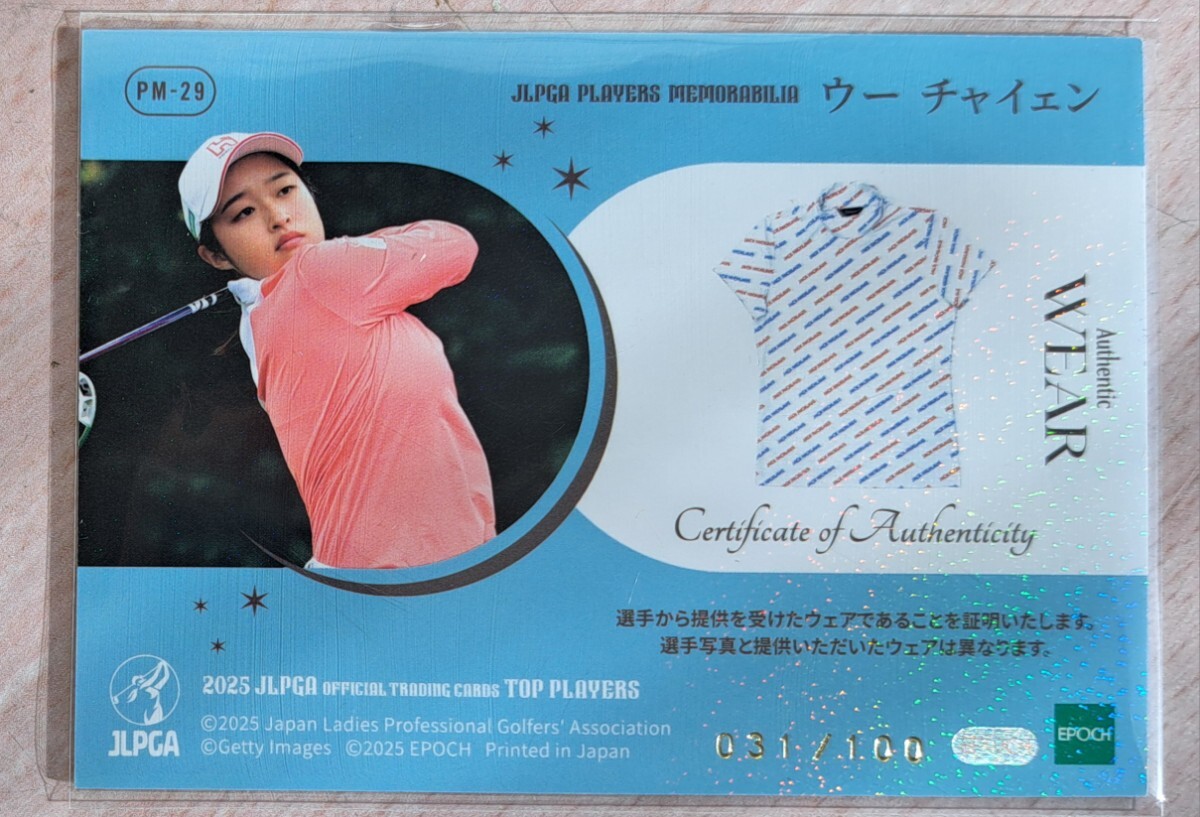 PM-29
JLPGA PLAYERS MEMORABILIA ウー チャイェン
Authentic
WEAR
Certificate of Authenticity
選手から提供を受けたウェアであることを証明いたします。
選手写真と提供いただいたウェアは異なります。
2025 JLPGA OFFICIAL TRADING CARDS TOP PLAYERS
©2025 Japan Ladies Professional Golfers' Association
©Getty Images ©2025 EPOCH Printed in Japan
JLPGA
031/100
EPOCH